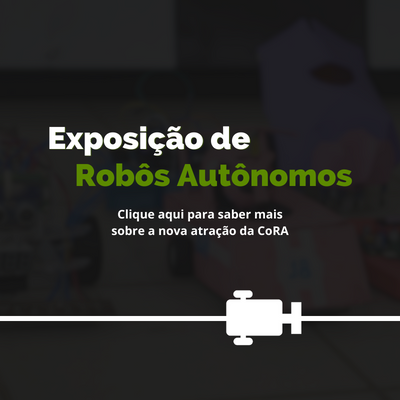 Exposição de
Robôs Autônomos
Clique aqui para saber mais
sobre a nova atração da CoRA